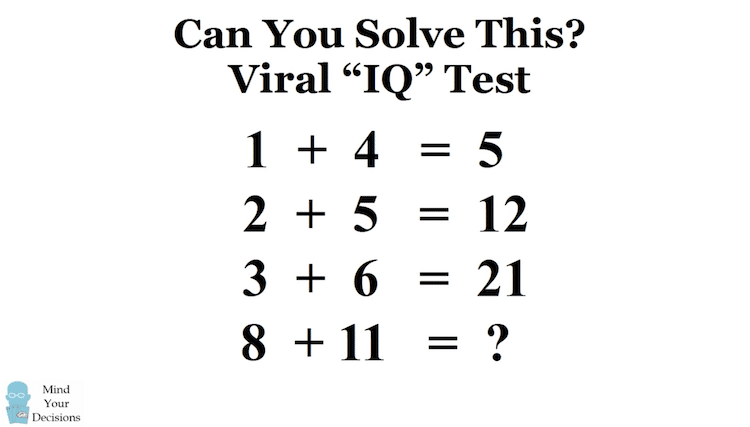 Can You Solve This?
Viral “IQ” Test
1 + 4 = 5
2 + 5 = 12
3 + 6 = 21
8 + 11 = ?
Mind
Your
Decisions